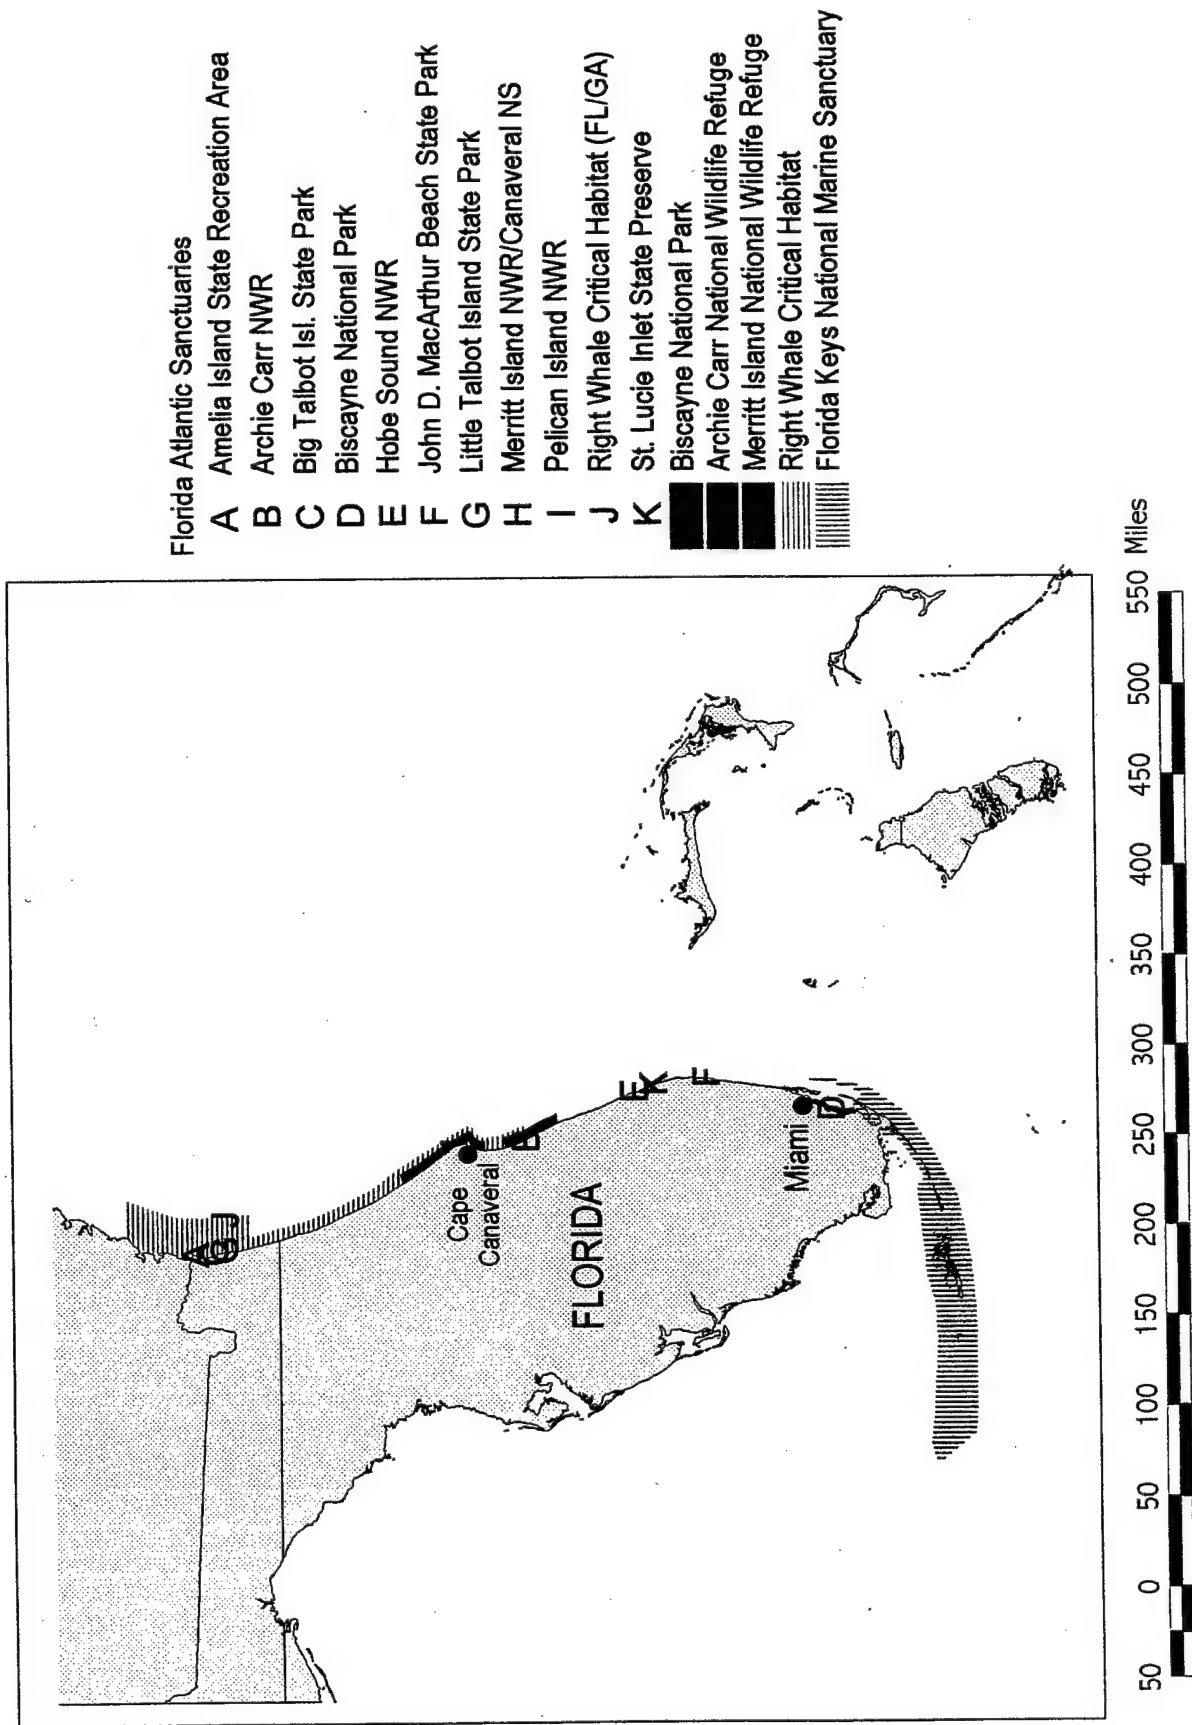 Florida Atlantic Sanctuaries
A Amelia Island State Recreation Area
B Archie Carr NWR
C Big Talbot Isl. State Park
D Biscayne National Park
E Hobe Sound NWR
F John D. MacArthur Beach State Park
G Little Talbot Island State Park
H Merritt Island NWR/Canaveral NS
I Pelican Island NWR
J Right Whale Critical Habitat (FL/GA)
K St. Lucie Inlet State Preserve
Biscayne National Park
Archie Carr National Wildlife Refuge
Merritt Island National Wildlife Refuge
Right Whale Critical Habitat
Florida Keys National Marine Sanctuary
A
J
Cape
Canaveral
FLORIDA
E
K
F
Miami
D
50 0 50 100 150 200 250 300 350 400 450 500 550 Miles